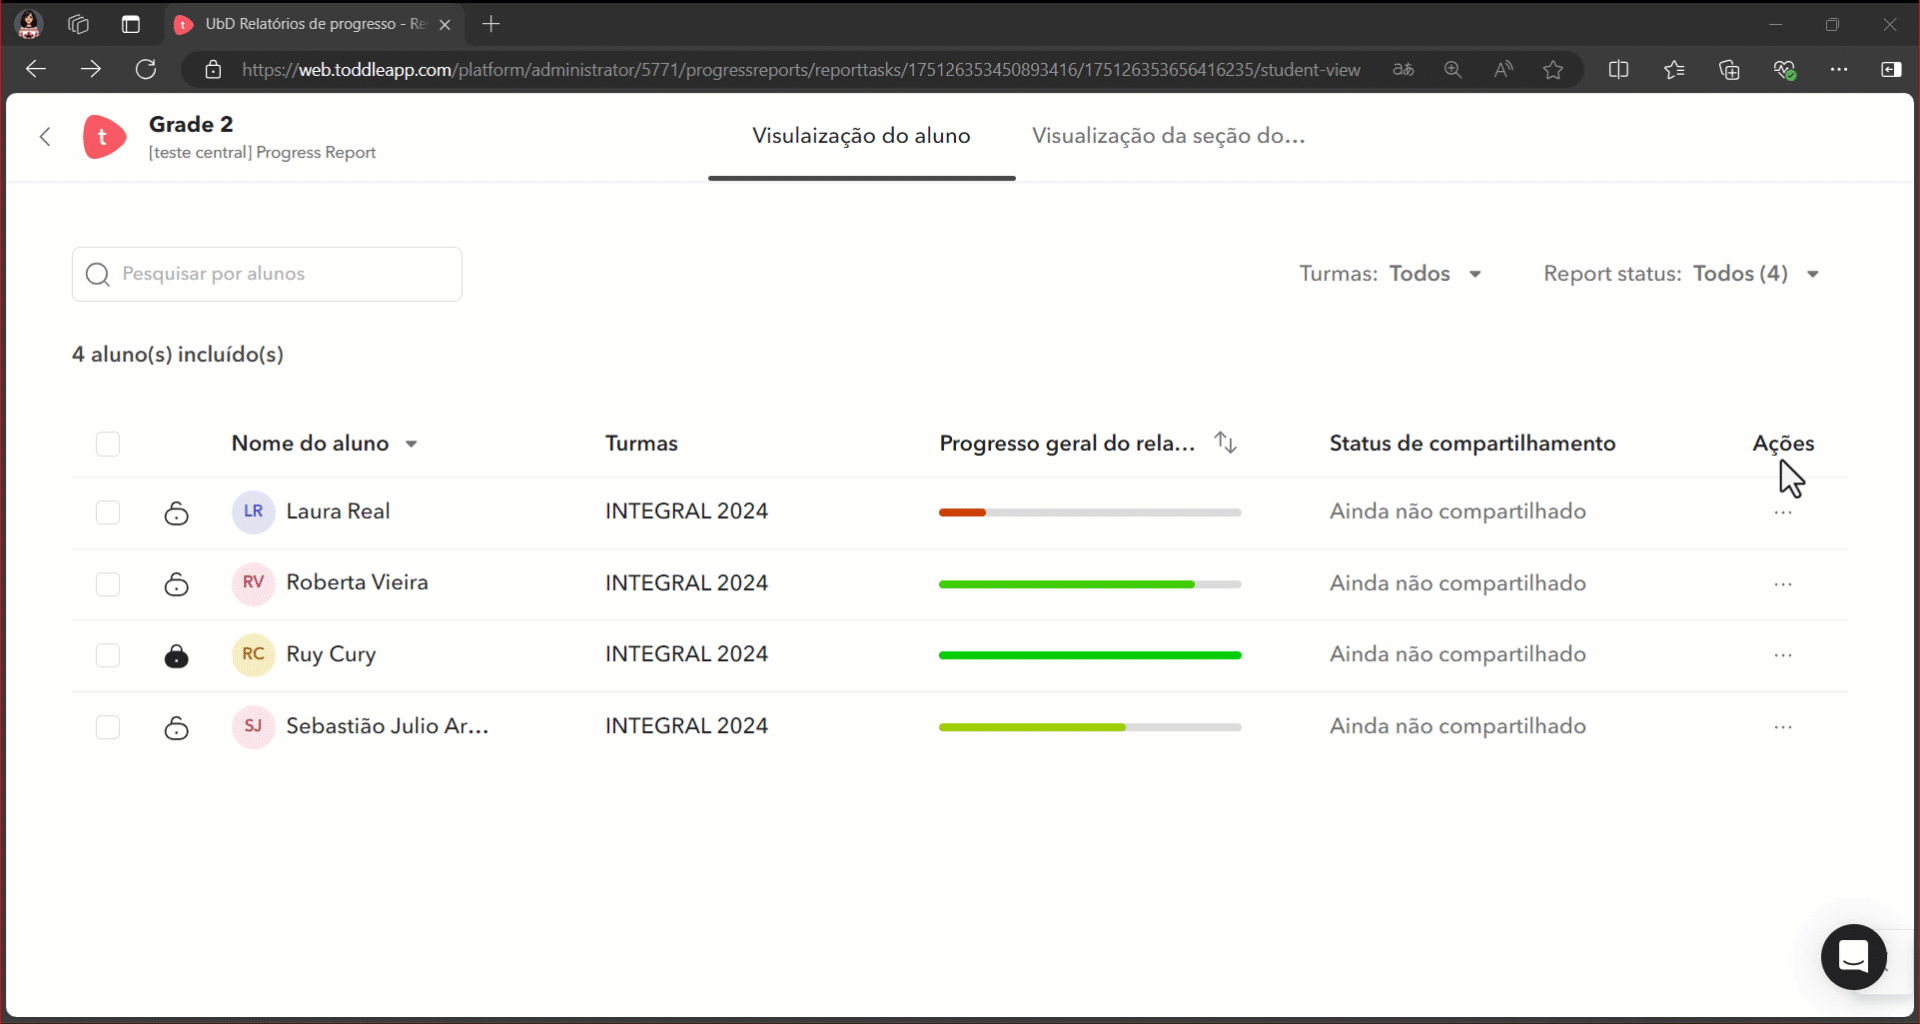 UbD Relatórios de progresso - Re
https://web.toddleapp.com/platform/administrator/5771/progressreports/reporttasks/175126353450893416/175126353656416235/student-view
t
Grade 2
[teste central] Progress Report
Visulaização do aluno
Visualização da seção do...
Pesquisar por alunos
Turmas: Todos
Report status: Todos (4)
4 aluno(s) incluído(s)
Nome do aluno Turmas Progresso geral do rela... Status de compartilhamento Ações
LR Laura Real INTEGRAL 2024 Ainda não compartilhado ...
RV Roberta Vieira INTEGRAL 2024 Ainda não compartilhado ...
RC Ruy Cury INTEGRAL 2024 Ainda não compartilhado ...
SJ Sebastião Julio Ar... INTEGRAL 2024 Ainda não compartilhado ...